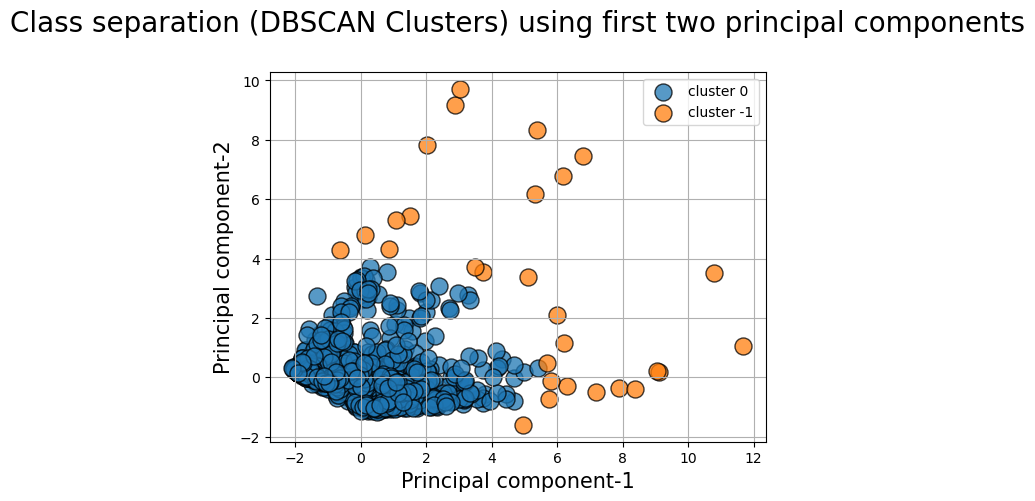 Class separation (DBSCAN Clusters) using first two principal components
cluster 0
cluster -1
Principal component-2
10
8
6
4
2
0
−2
−2 0 2 4 6 8 10 12
Principal component-1